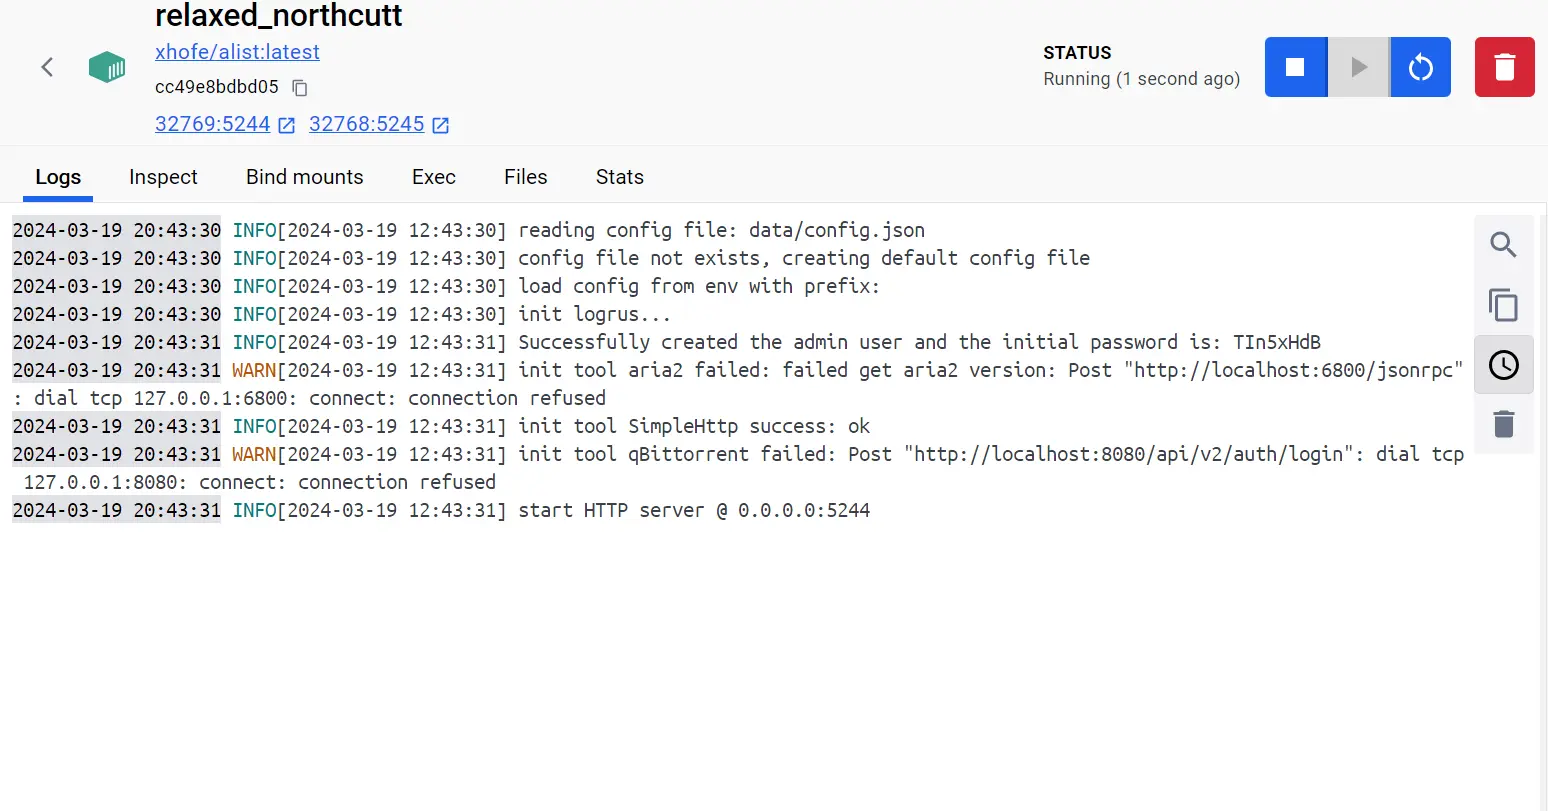 relaxed_northcutt
xhofe/alist:latest
cc49e8bdbd05
32769:5244 32768:5245
STATUS
Running (1 second ago)
Logs Inspect Bind mounts Exec Files Stats
2024-03-19 20:43:30 INFO[2024-03-19 12:43:30] reading config file: data/config.json
2024-03-19 20:43:30 INFO[2024-03-19 12:43:30] config file not exists, creating default config file
2024-03-19 20:43:30 INFO[2024-03-19 12:43:30] load config from env with prefix:
2024-03-19 20:43:30 INFO[2024-03-19 12:43:30] init logrus...
2024-03-19 20:43:31 INFO[2024-03-19 12:43:31] Successfully created the admin user and the initial password is: TIn5xHdB
2024-03-19 20:43:31 WARN[2024-03-19 12:43:31] init tool aria2 failed: failed get aria2 version: Post "http://localhost:6800/jsonrpc"
: dial tcp 127.0.0.1:6800: connect: connection refused
2024-03-19 20:43:31 INFO[2024-03-19 12:43:31] init tool SimpleHttp success: ok
2024-03-19 20:43:31 WARN[2024-03-19 12:43:31] init tool qBittorrent failed: Post "http://localhost:8080/api/v2/auth/login": dial tcp
127.0.0.1:8080: connect: connection refused
2024-03-19 20:43:31 INFO[2024-03-19 12:43:31] start HTTP server @ 0.0.0.0:5244